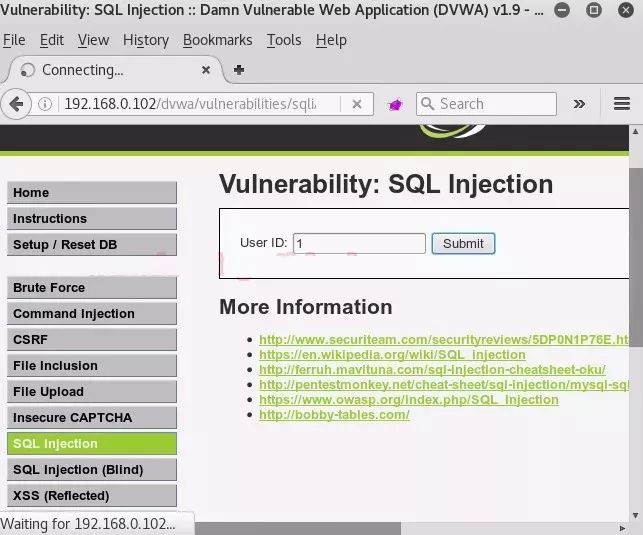 Vulnerability: SQL Injection :: Damn Vulnerable Web Application (DVWA) v1.9 - ...
File Edit View History Bookmarks Tools Help
Connecting...
192.168.0.102/dvwa/vulnerabilities/sqli
Search
Vulnerability: SQL Injection
User ID: 1 Submit
More Information
http://www.securiteam.com/securityreviews/5DP0N1P76E.ht
https://en.wikipedia.org/wiki/SQL_injection
http://ferruh.mavituna.com/sql-injection-cheatsheet-oku/
http://pentestmonkey.net/cheat-sheet/sql-injection/mysql-sql
https://www.owasp.org/index.php/SQL_Injection
http://bobby-tables.com/
Home
Instructions
Setup / Reset DB
Brute Force
Command Injection
CSRF
File Inclusion
File Upload
Insecure CAPTCHA
SQL Injection
SQL Injection (Blind)
XSS (Reflected)
Waiting for 192.168.0.102...